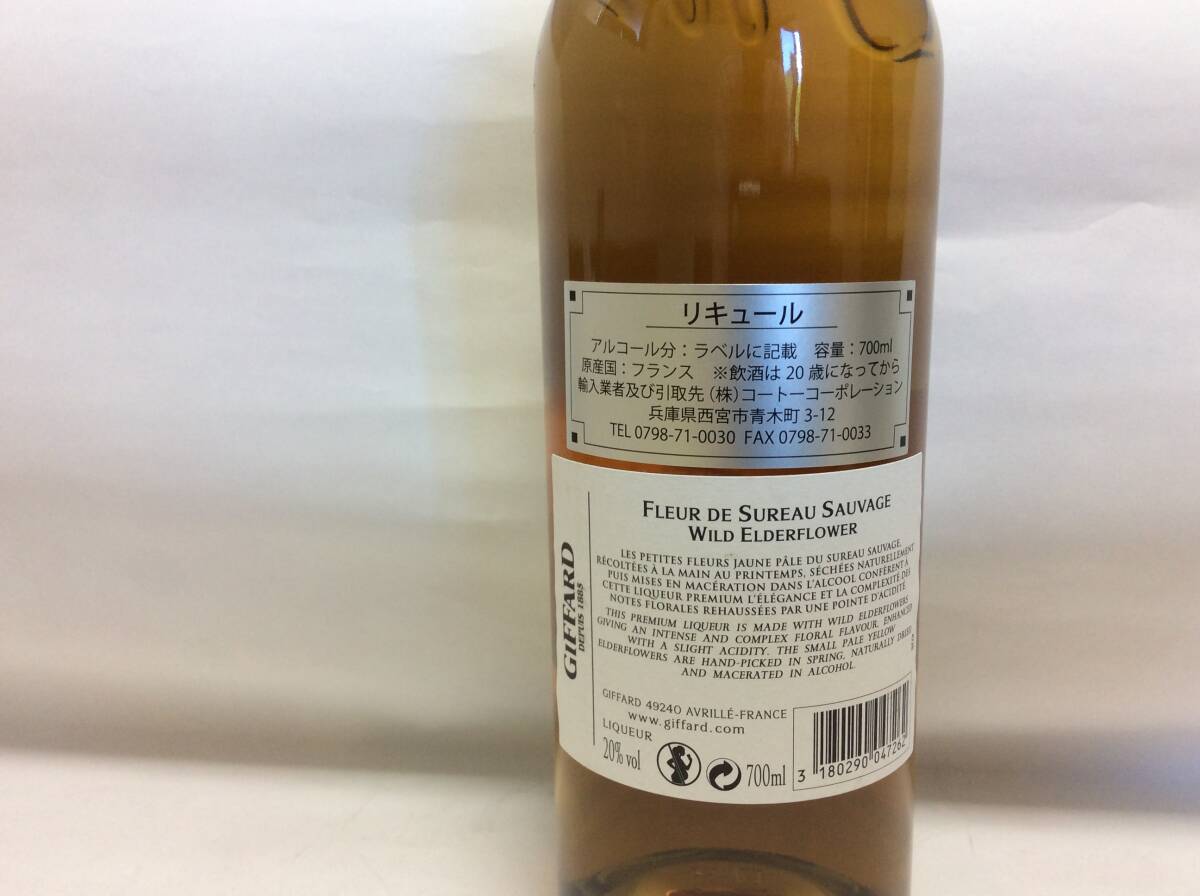 リキュール
アルコール分：ラベルに記載　容量：700ml
原産国：フランス　※飲酒は20歳になってから
輸入業者及び引取先（株）コートーコーポレーション
兵庫県西宮市青木町 3-12
TEL 0798-71-0030 FAX 0798-71-0033
GIFFARD
DEPUIS 1885
FLEUR DE SUREAU SAUVAGE
WILD ELDERFLOWER
LES PETITES FLEURS JAUNE PÂLE DU SUREAU SAUVAGE,
RÉCOLTÉES À LA MAIN AU PRINTEMPS, SÉCHÉES NATURELLEMENT
PUIS MISES EN MACÉRATION DANS L'ALCOOL CONFÈRENT À
CETTE LIQUEUR PREMIUM L'ÉLÉGANCE ET LA COMPLEXITÉ DES
NOTES FLORALES REHAUSSÉES PAR UNE POINTE D'ACIDITÉ
THIS PREMIUM LIQUEUR IS MADE WITH WILD ELDERFLOWERS
GIVING AN INTENSE AND COMPLEX FLORAL FLAVOUR, ENHANCED
WITH A SLIGHT ACIDITY. THE SMALL PALE YELLOW
ELDERFLOWERS ARE HAND-PICKED IN SPRING, NATURALLY DRIED
AND MACERATED IN ALCOHOL.
GIFFARD 49240 AVRILLÉ-FRANCE
www.giffard.com
LIQUEUR
20% vol
700ml
3 180290 047262